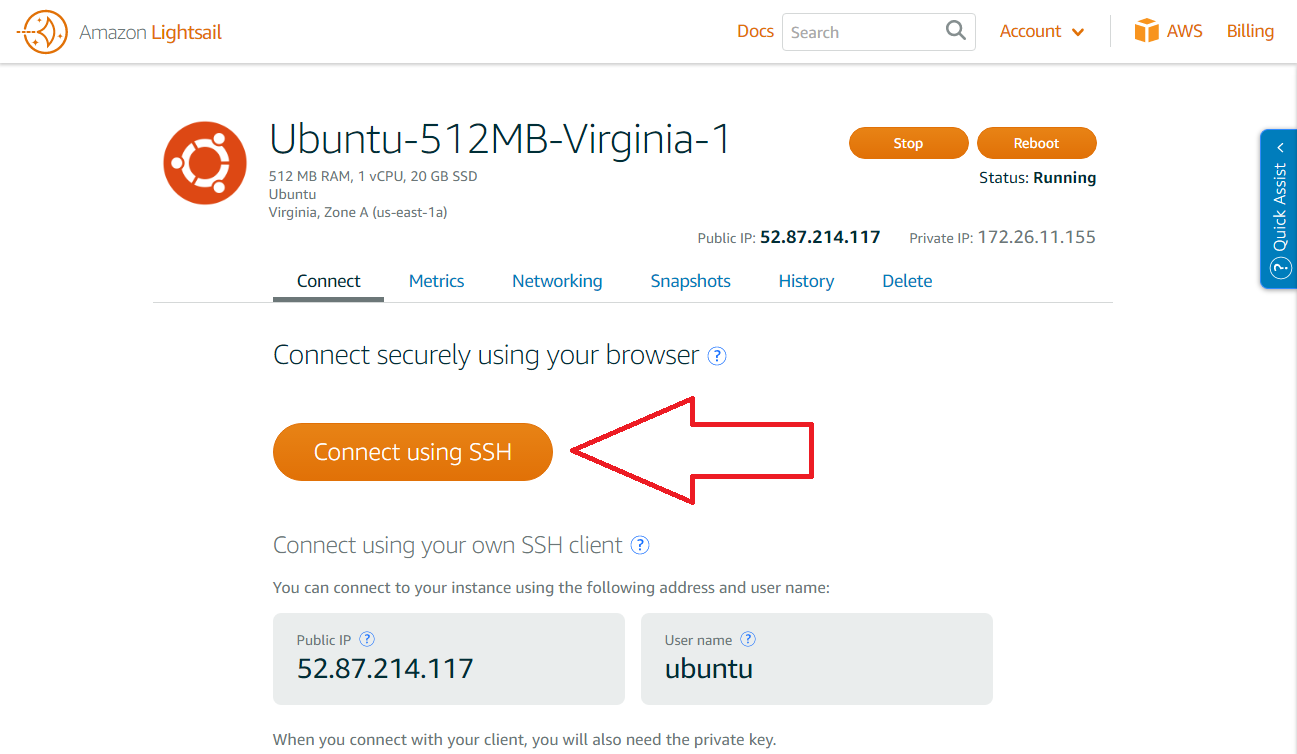 Amazon Lightsail
Docs
Search
Account
AWS
Billing
Ubuntu-512MB-Virginia-1
512 MB RAM, 1 vCPU, 20 GB SSD
Ubuntu
Virginia, Zone A (us-east-1a)
Stop
Reboot
Status: Running
Public IP: 52.87.214.117
Private IP: 172.26.11.155
? Quick Assist
Connect
Metrics
Networking
Snapshots
History
Delete
Connect securely using your browser ?
Connect using SSH
Connect using your own SSH client ?
You can connect to your instance using the following address and user name:
Public IP ?
52.87.214.117
User name ?
ubuntu
When you connect with your client, you will also need the private key.